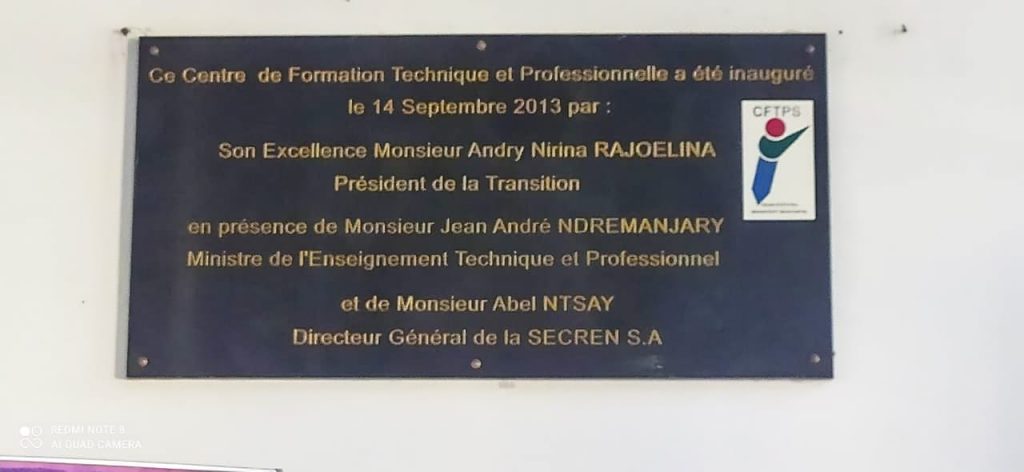 Ce Centre de Formation Technique et Professionnelle a été inauguré
le 14 Septembre 2013 par :
CFTPS
Son Excellence Monsieur Andry Nirina RAJOELINA
Président de la Transition
en présence de Monsieur Jean André NDREMANJARY
Ministre de l'Enseignement Technique et Professionnel
et de Monsieur Abel NTSAY
Directeur Général de la SECREN S.A
REDMI NOTE 8
AI QUAD CAMERA